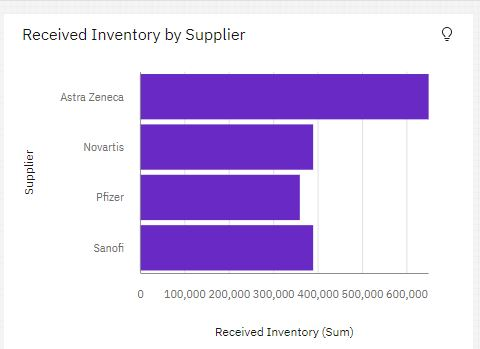 Received Inventory by Supplier
Supplier
Astra Zeneca
Novartis
Pfizer
Sanofi
0 100,000 200,000 300,000 400,000 500,000 600,000
Received Inventory (Sum)